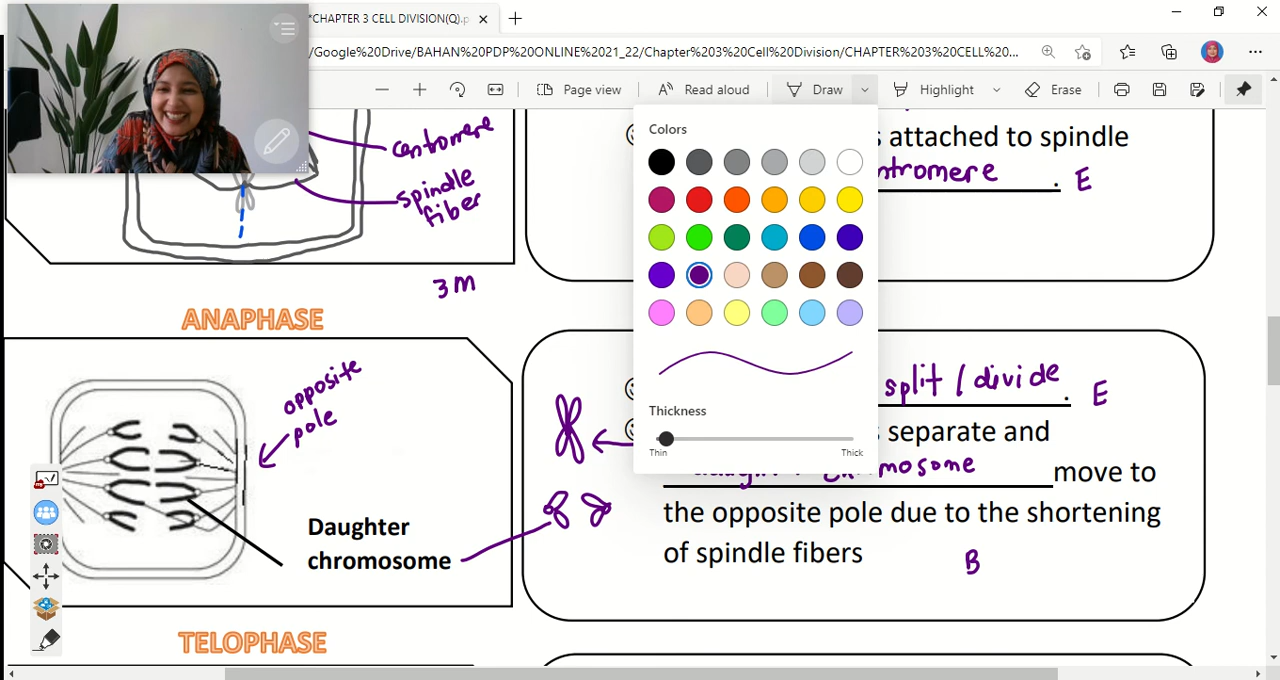 *CHAPTER 3 CELL DIVISION(Q).p
/Google%20Drive/BAHAN%20PDP%20ONLINE%202021_22/Chapter%203%20Cell%20Division/CHAPTER%203%20CELL%20...
Page view
Read aloud
Draw
Highlight
Erase
Colors
Thickness
Thin
Thick
centromere
spindle
fiber
3 M
s attached to spindle
ntromere . E
ANAPHASE
opposite
pole
Daughter
chromosome
split / divide . E
s separate and
move to
the opposite pole due to the shortening
of spindle fibers
B
TELOPHASE